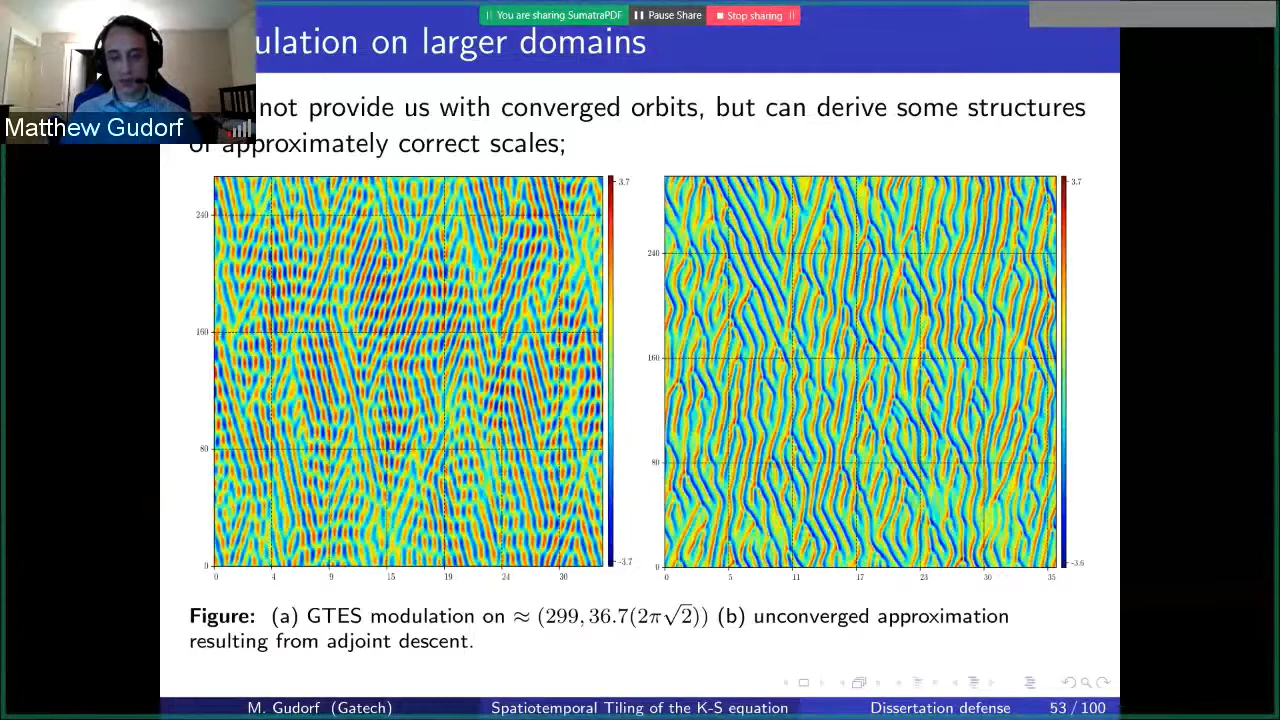 You are sharing SumatraPDF Pause Share Stop sharing
ulation on larger domains
Matthew Gudorf
not provide us with converged orbits, but can derive some structures
of approximately correct scales;
3.7
240
160
80
0
-3.7
0 4 9 15 19 24 30
3.7
240
160
80
0
-3.6
0 5 11 17 23 30 35
Figure: (a) GTES modulation on ≈ (299, 36.7(2π√2)) (b) unconverged approximation
resulting from adjoint descent.
M. Gudorf (Gatech) Spatiotemporal Tiling of the K-S equation Dissertation defense 53 / 100